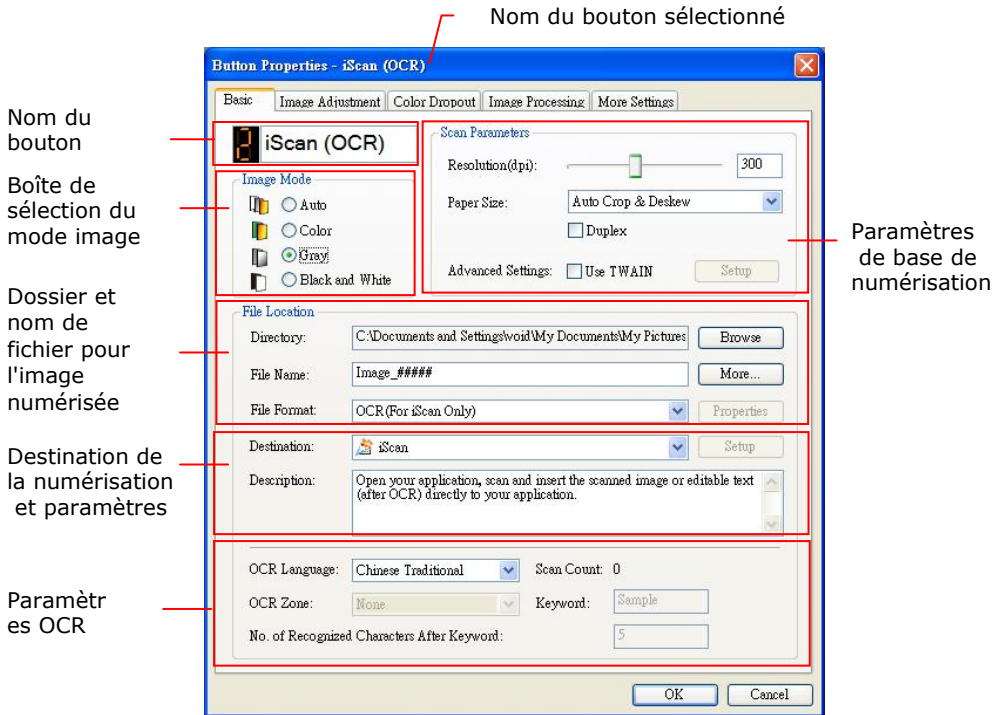 Nom du bouton sélectionné
Button Properties - iScan (OCR)
Basic Image Adjustment Color Dropout Image Processing More Settings
Nom du
bouton
2 iScan (OCR)
Boîte de
sélection du
mode image
Image Mode
Auto
Color
Gray
Black and White
Scan Parameters
Resolution(dpi): 300
Paper Size: Auto Crop & Deskew
Duplex
Advanced Settings: Use TWAIN Setup
Paramètres
de base de
numérisation
Dossier et
nom de
fichier pour
l'image
numérisée
File Location
Directory: C:\Documents and Settings\void\My Documents\My Pictures Browse
File Name: Image_##### More...
File Format: OCR(For iScan Only) Properties
Destination de
la numérisation
et paramètres
Destination: iScan Setup
Description: Open your application, scan and insert the scanned image or editable text
(after OCR) directly to your application.
Paramètr
es OCR
OCR Language: Chinese Traditional Scan Count: 0
OCR Zone: None Keyword: Sample
No. of Recognized Characters After Keyword: 5
OK Cancel